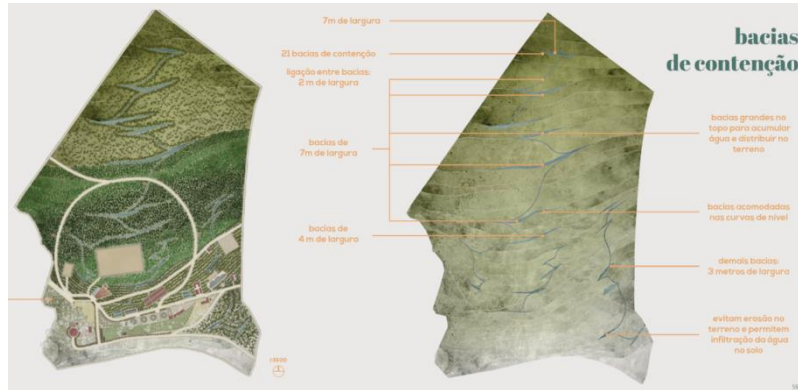 bacias
de contenção
7m de largura
21 bacias de contenção
ligação entre bacias:
2 m de largura
bacias de
7m de largura
bacias de
4 m de largura
bacias grandes no
topo para acumular
água e distribuir no
terreno
bacias acomodadas
nas curvas de nível
demais bacias:
3 metros de largura
evitam erosão no
terreno e permitem
infiltração da água
no solo